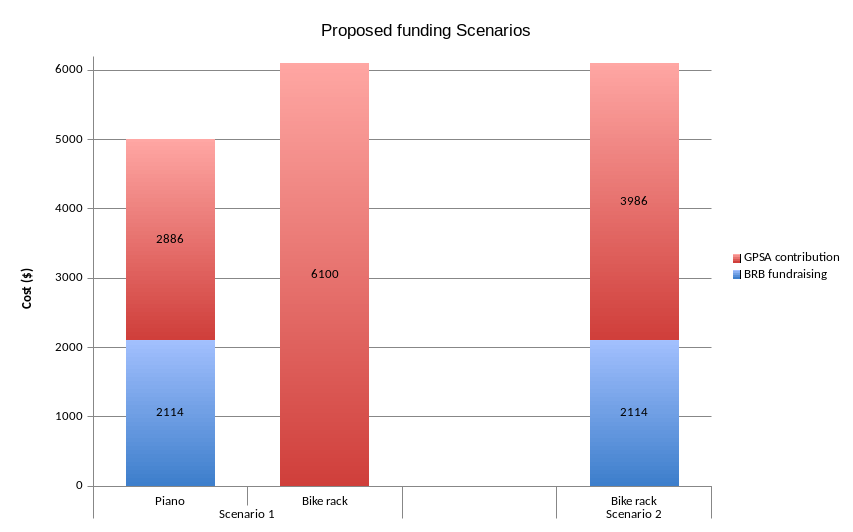 Proposed funding Scenarios
6000
5000
4000
3000
2000
1000
0
Cost ($)
2886
2114
6100
3986
2114
GPSA contribution
BRB fundraising
Piano
Bike rack
Bike rack
Scenario 1
Scenario 2